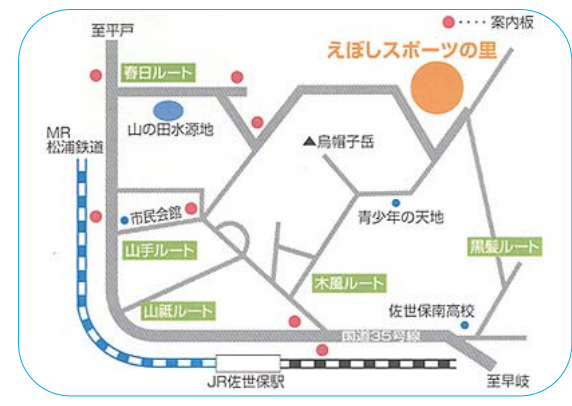 至平戸
‥‥案内板
えぼしスポーツの里
春日ルート
山の田水源地
MR
松浦鉄道
▲烏帽子岳
市民会館
青少年の天地
山手ルート
黒髪ルート
木風ルート
山祇ルート
佐世保南高校
国道35号線
JR佐世保駅
至早岐